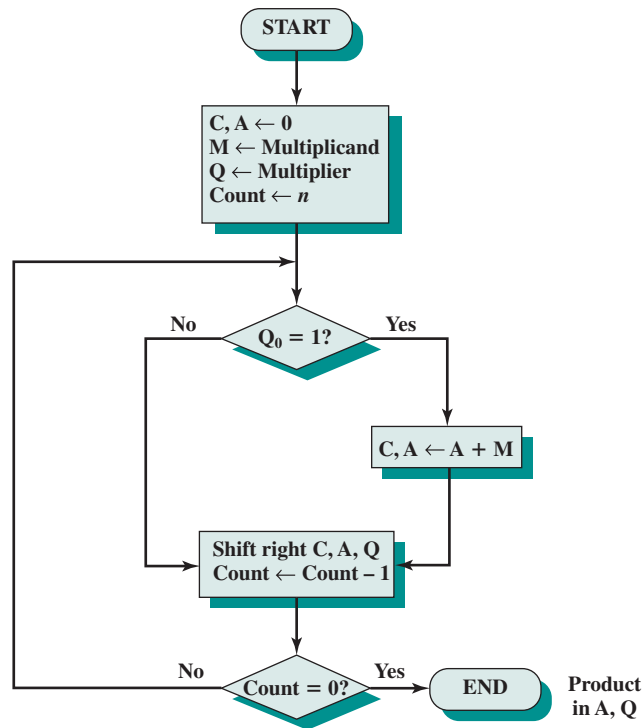 START
C, A ← 0
M ← Multiplicand
Q ← Multiplier
Count ← n
No
Q₀ = 1?
Yes
C, A ← A + M
Shift right C, A, Q
Count ← Count – 1
No
Count = 0?
Yes
END
Product
in A, Q